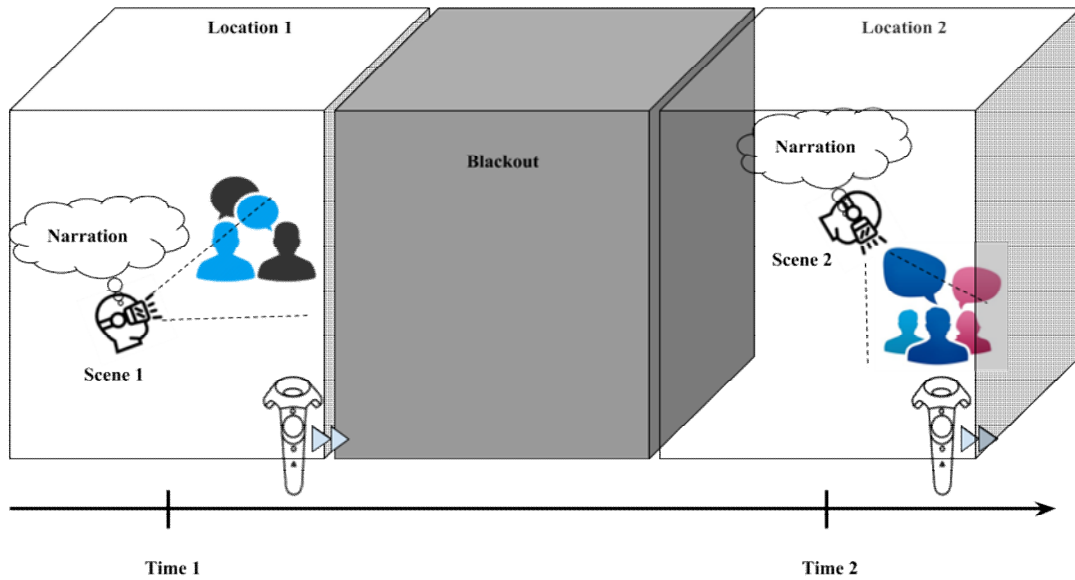 Location 1
Location 2
Blackout
Narration
Narration
Scene 1
Scene 2
Time 1
Time 2